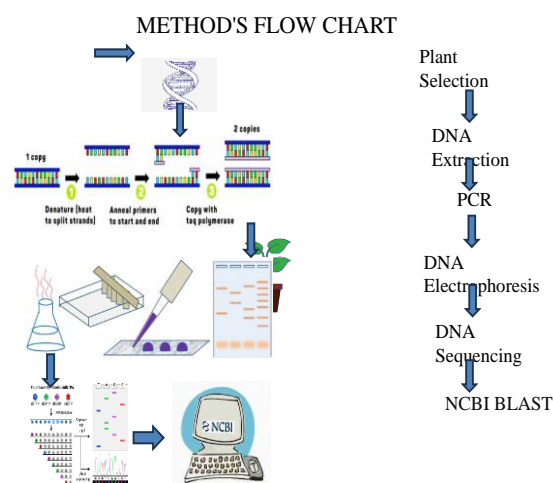 METHOD'S FLOW CHART
1 copy
2 copies
1
2
3
Denature (heat
to split strands)
Anneal primers
to start and end
Copy with
taq polymerase
NCBI
Plant
Selection
DNA
Extraction
PCR
DNA
Electrophoresis
DNA
Sequencing
NCBI BLAST